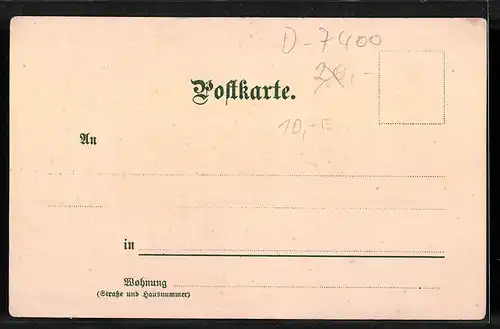 D-7400
20,-
Postkarte.
10,-E
An
in
Wohnung
(Straße und Hausnummer)